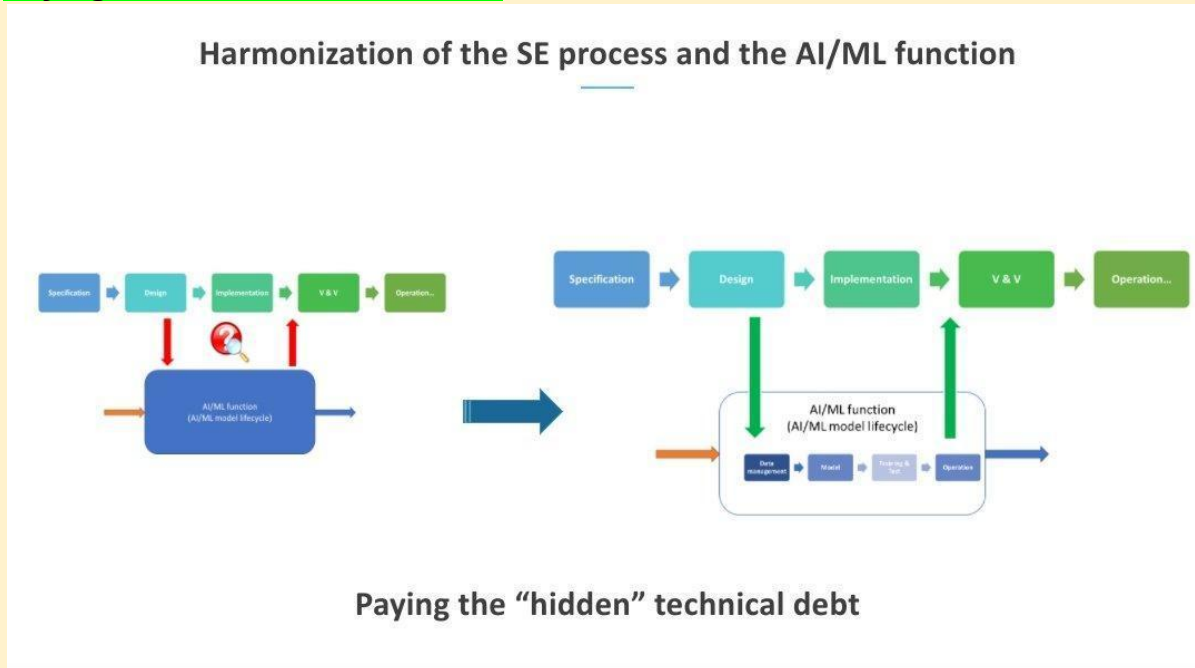 Harmonization of the SE process and the AI/ML function
Specification
Design
Implementation
V & V
Operation...
?
AI/ML function
(AI/ML model lifecycle)
Specification
Design
Implementation
V & V
Operation...
AI/ML function
(AI/ML model lifecycle)
Data
management
Model
Training &
Test
Operation
Paying the “hidden” technical debt